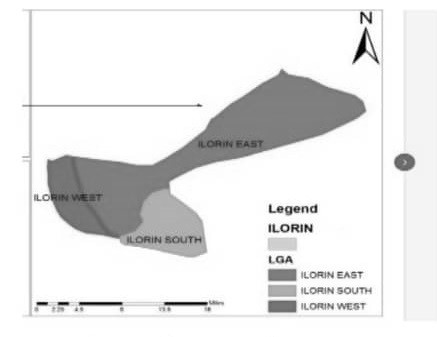 N
ILORIN EAST
ILORIN WEST
ILORIN SOUTH
Legend
ILORIN
LGA
ILORIN EAST
ILORIN SOUTH
ILORIN WEST
Miles
0 2.25 4.5 9 13.5 18